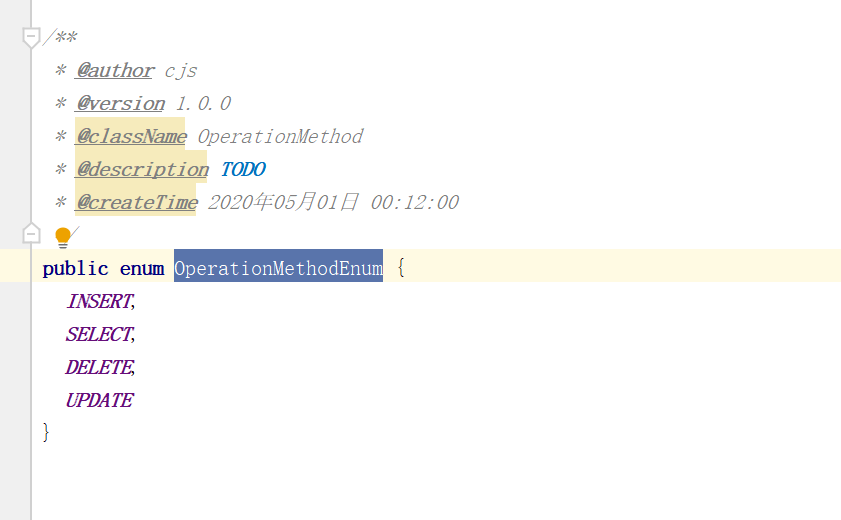 /**
* @author cjs
* @version 1.0.0
* @className OperationMethod
* @description TODO
* @createTime 2020年05月01日 00:12:00
/
public enum OperationMethodEnum {
INSERT,
SELECT,
DELETE,
UPDATE
}